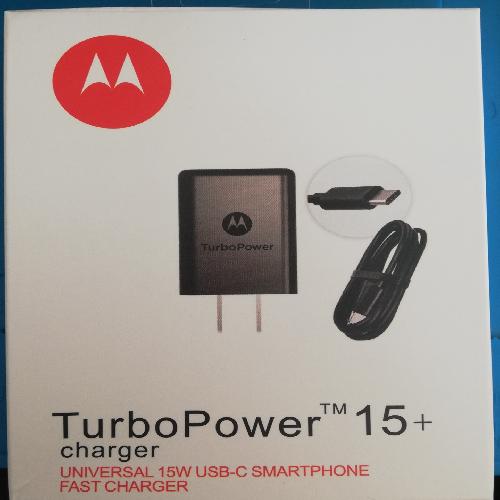 TurboPower
TurboPower™ 15+
charger
UNIVERSAL 15W USB-C SMARTPHONE
FAST CHARGER